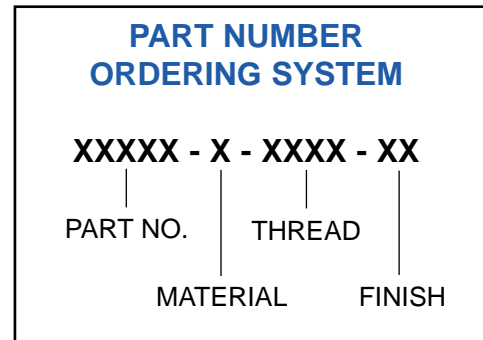 PART NUMBER
ORDERING SYSTEM
XXXXX - X - XXXX - XX
PART NO.
THREAD
MATERIAL
FINISH